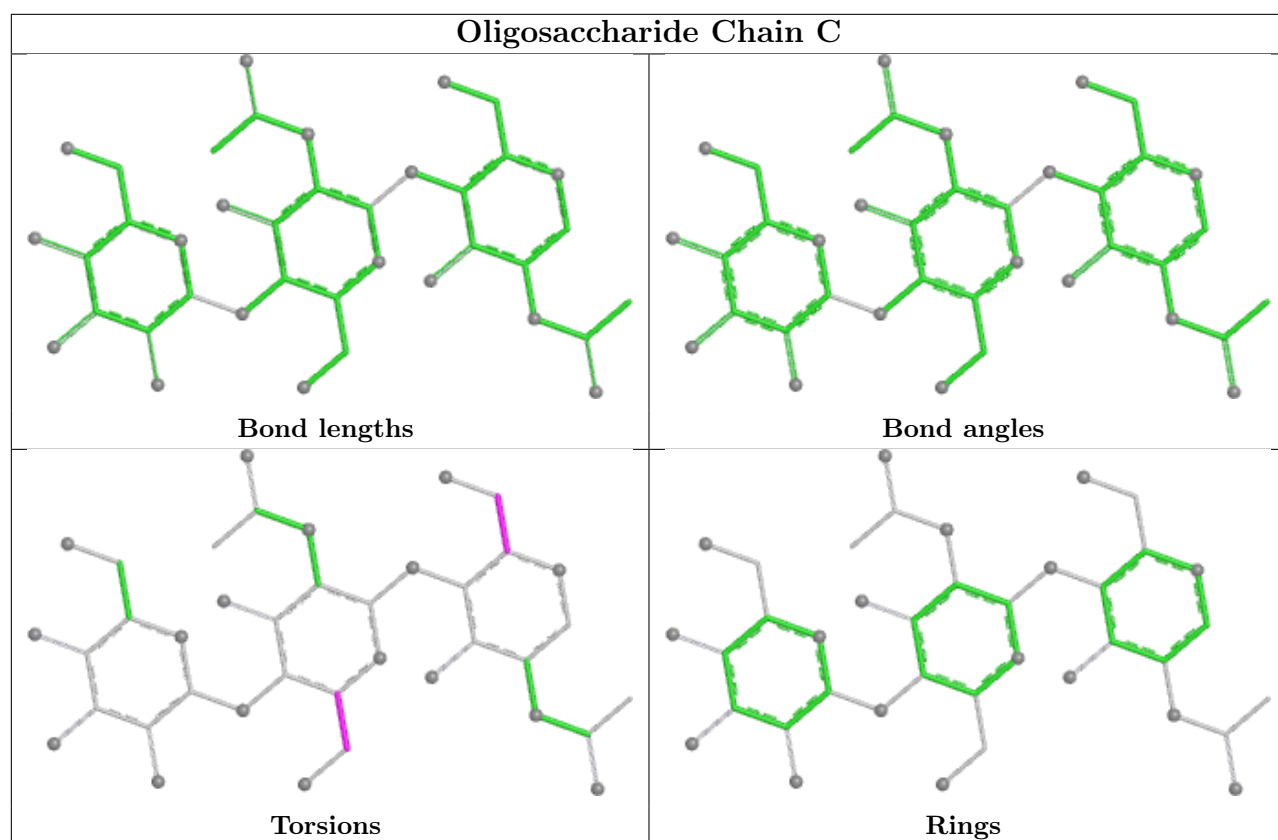 Oligosaccharide Chain C
Bond lengths
Bond angles
Torsions
Rings